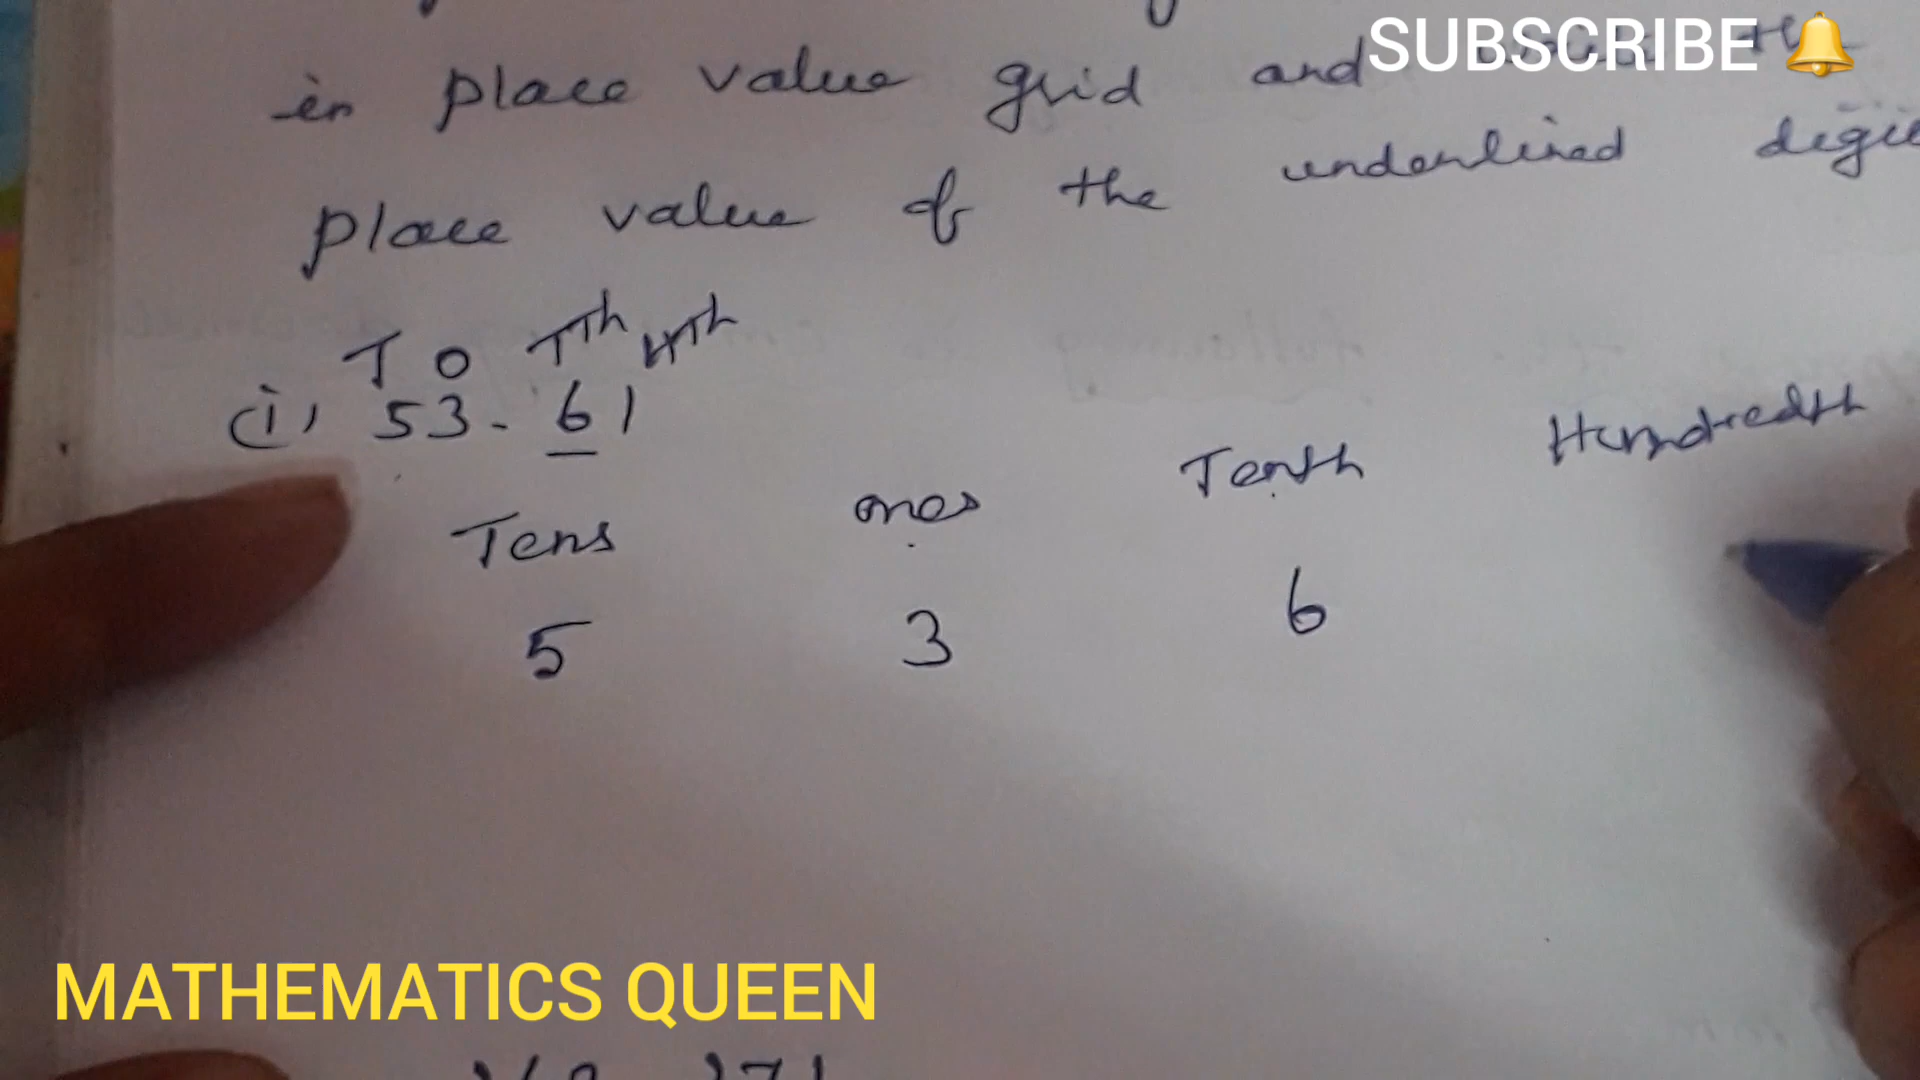 SUBSCRIBE 🔔
in place value grid and
place value of the underlined
T O TTh HTh
(i) 53.61
Tens ones Tenth Hundredth
5 3 6
MATHEMATICS QUEEN